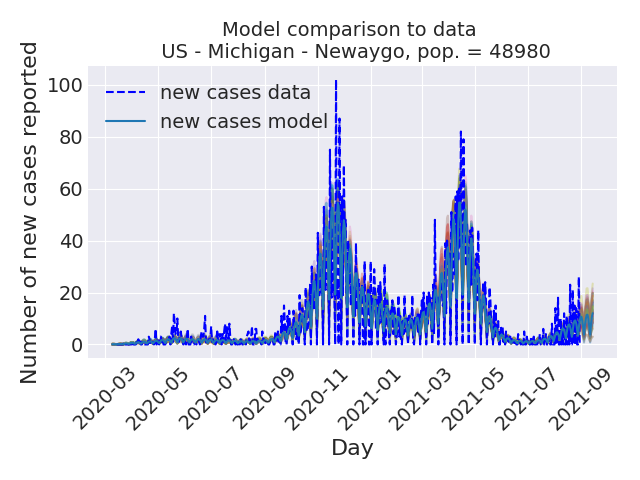 Model comparison to data
US - Michigan - Newaygo, pop. = 48980
Number of new cases reported
100
80
60
40
20
0
new cases data
new cases model
2020-03
2020-05
2020-07
2020-09
2020-11
2021-01
2021-03
2021-05
2021-07
2021-09
Day